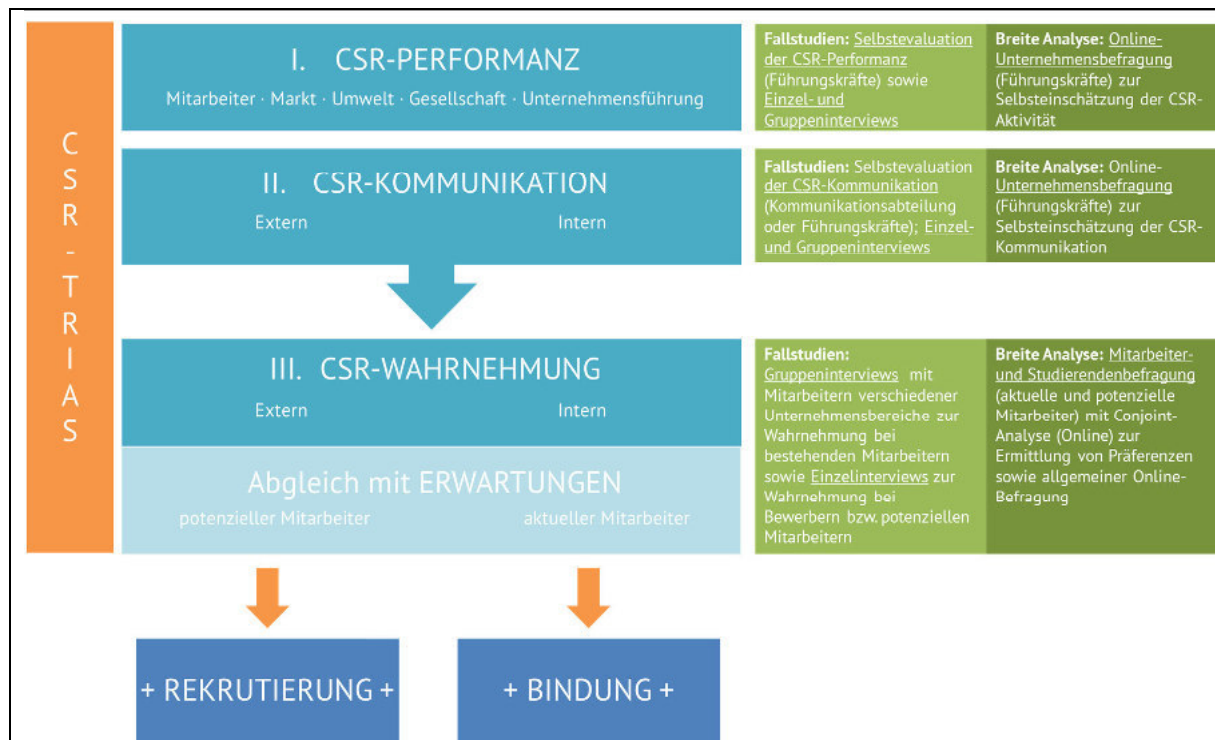 CSR-TRIAS
I. CSR-PERFORMANZ
Mitarbeiter · Markt · Umwelt · Gesellschaft · Unternehmensführung
Fallstudien: Selbstevaluation
der CSR-Performanz
(Führungskräfte) sowie
Einzel- und
Gruppeninterviews
Breite Analyse: Online-
Unternehmensbefragung
(Führungskräfte) zur
Selbsteinschätzung der CSR-
Aktivität
II. CSR-KOMMUNIKATION
Extern
Intern
Fallstudien: Selbstevaluation
der CSR-Kommunikation
(Kommunikationsabteilung
oder Führungskräfte); Einzel-
und Gruppeninterviews
Breite Analyse: Online-
Unternehmensbefragung
(Führungskräfte) zur
Selbsteinschätzung der CSR-
Kommunikation
III. CSR-WAHRNEHMUNG
Extern
Intern
Abgleich mit ERWARTUNGEN
potenzieller Mitarbeiter
aktueller Mitarbeiter
Fallstudien:
Gruppeninterviews mit
Mitarbeitern verschiedener
Unternehmensbereiche zur
Wahrnehmung bei
bestehenden Mitarbeitern
sowie Einzelinterviews zur
Wahrnehmung bei
Bewerbern bzw. potenziellen
Mitarbeitern
Breite Analyse: Mitarbeiter-
und Studierendenbefragung
(aktuelle und potenzielle
Mitarbeiter) mit Conjoint-
Analyse (Online) zur
Ermittlung von Präferenzen
sowie allgemeiner Online-
Befragung
+ REKRUTIERUNG +
+ BINDUNG +